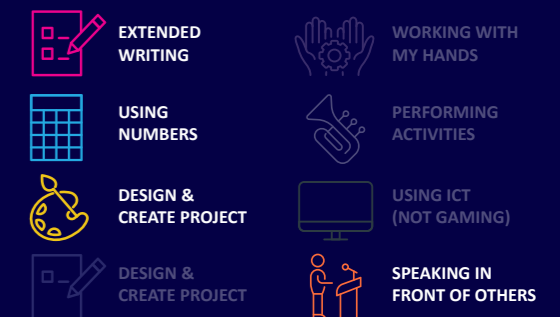 EXTENDED
WRITING
USING
NUMBERS
DESIGN &
CREATE PROJECT
DESIGN &
CREATE PROJECT
WORKING WITH
MY HANDS
PERFORMING
ACTIVITIES
USING ICT
(NOT GAMING)
SPEAKING IN
FRONT OF OTHERS